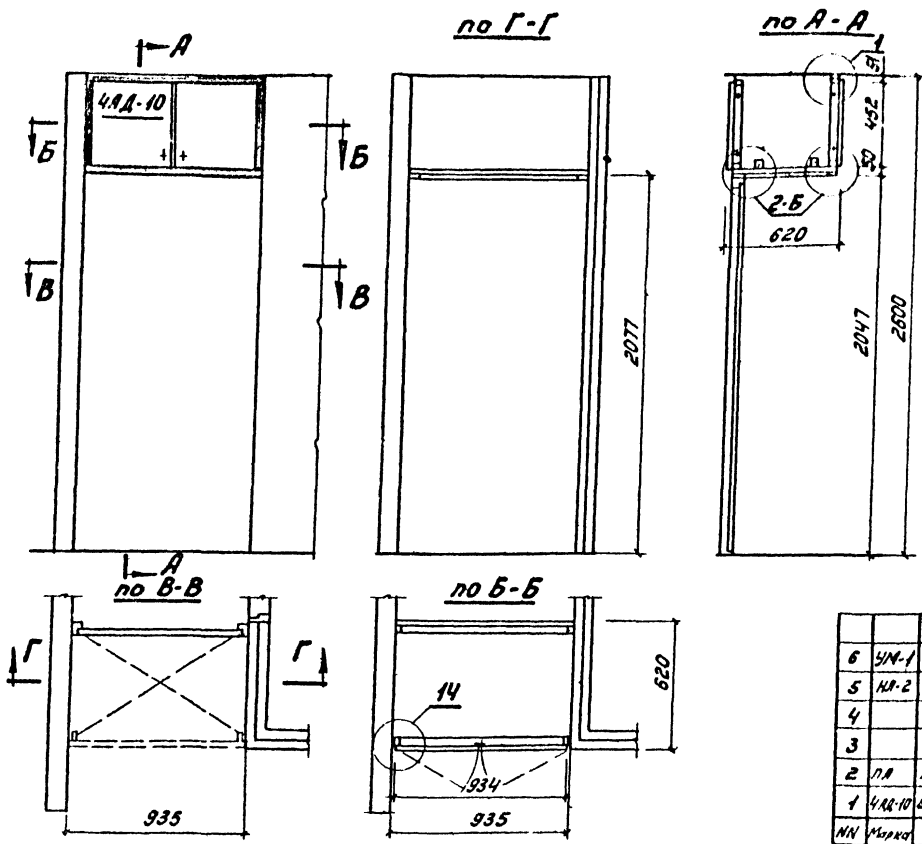 А
по Г-Г
по А-А
1
4АД-10
Б
Б
В
В
2077
51
452
50
2-Б
620
2047
2600
А
по В-В
по Б-Б
Г
Г
14
620
934
935
935
6 УМ-1
5 НЛ-2
4
3
2 ПА
1 4АД-10
NN Марка